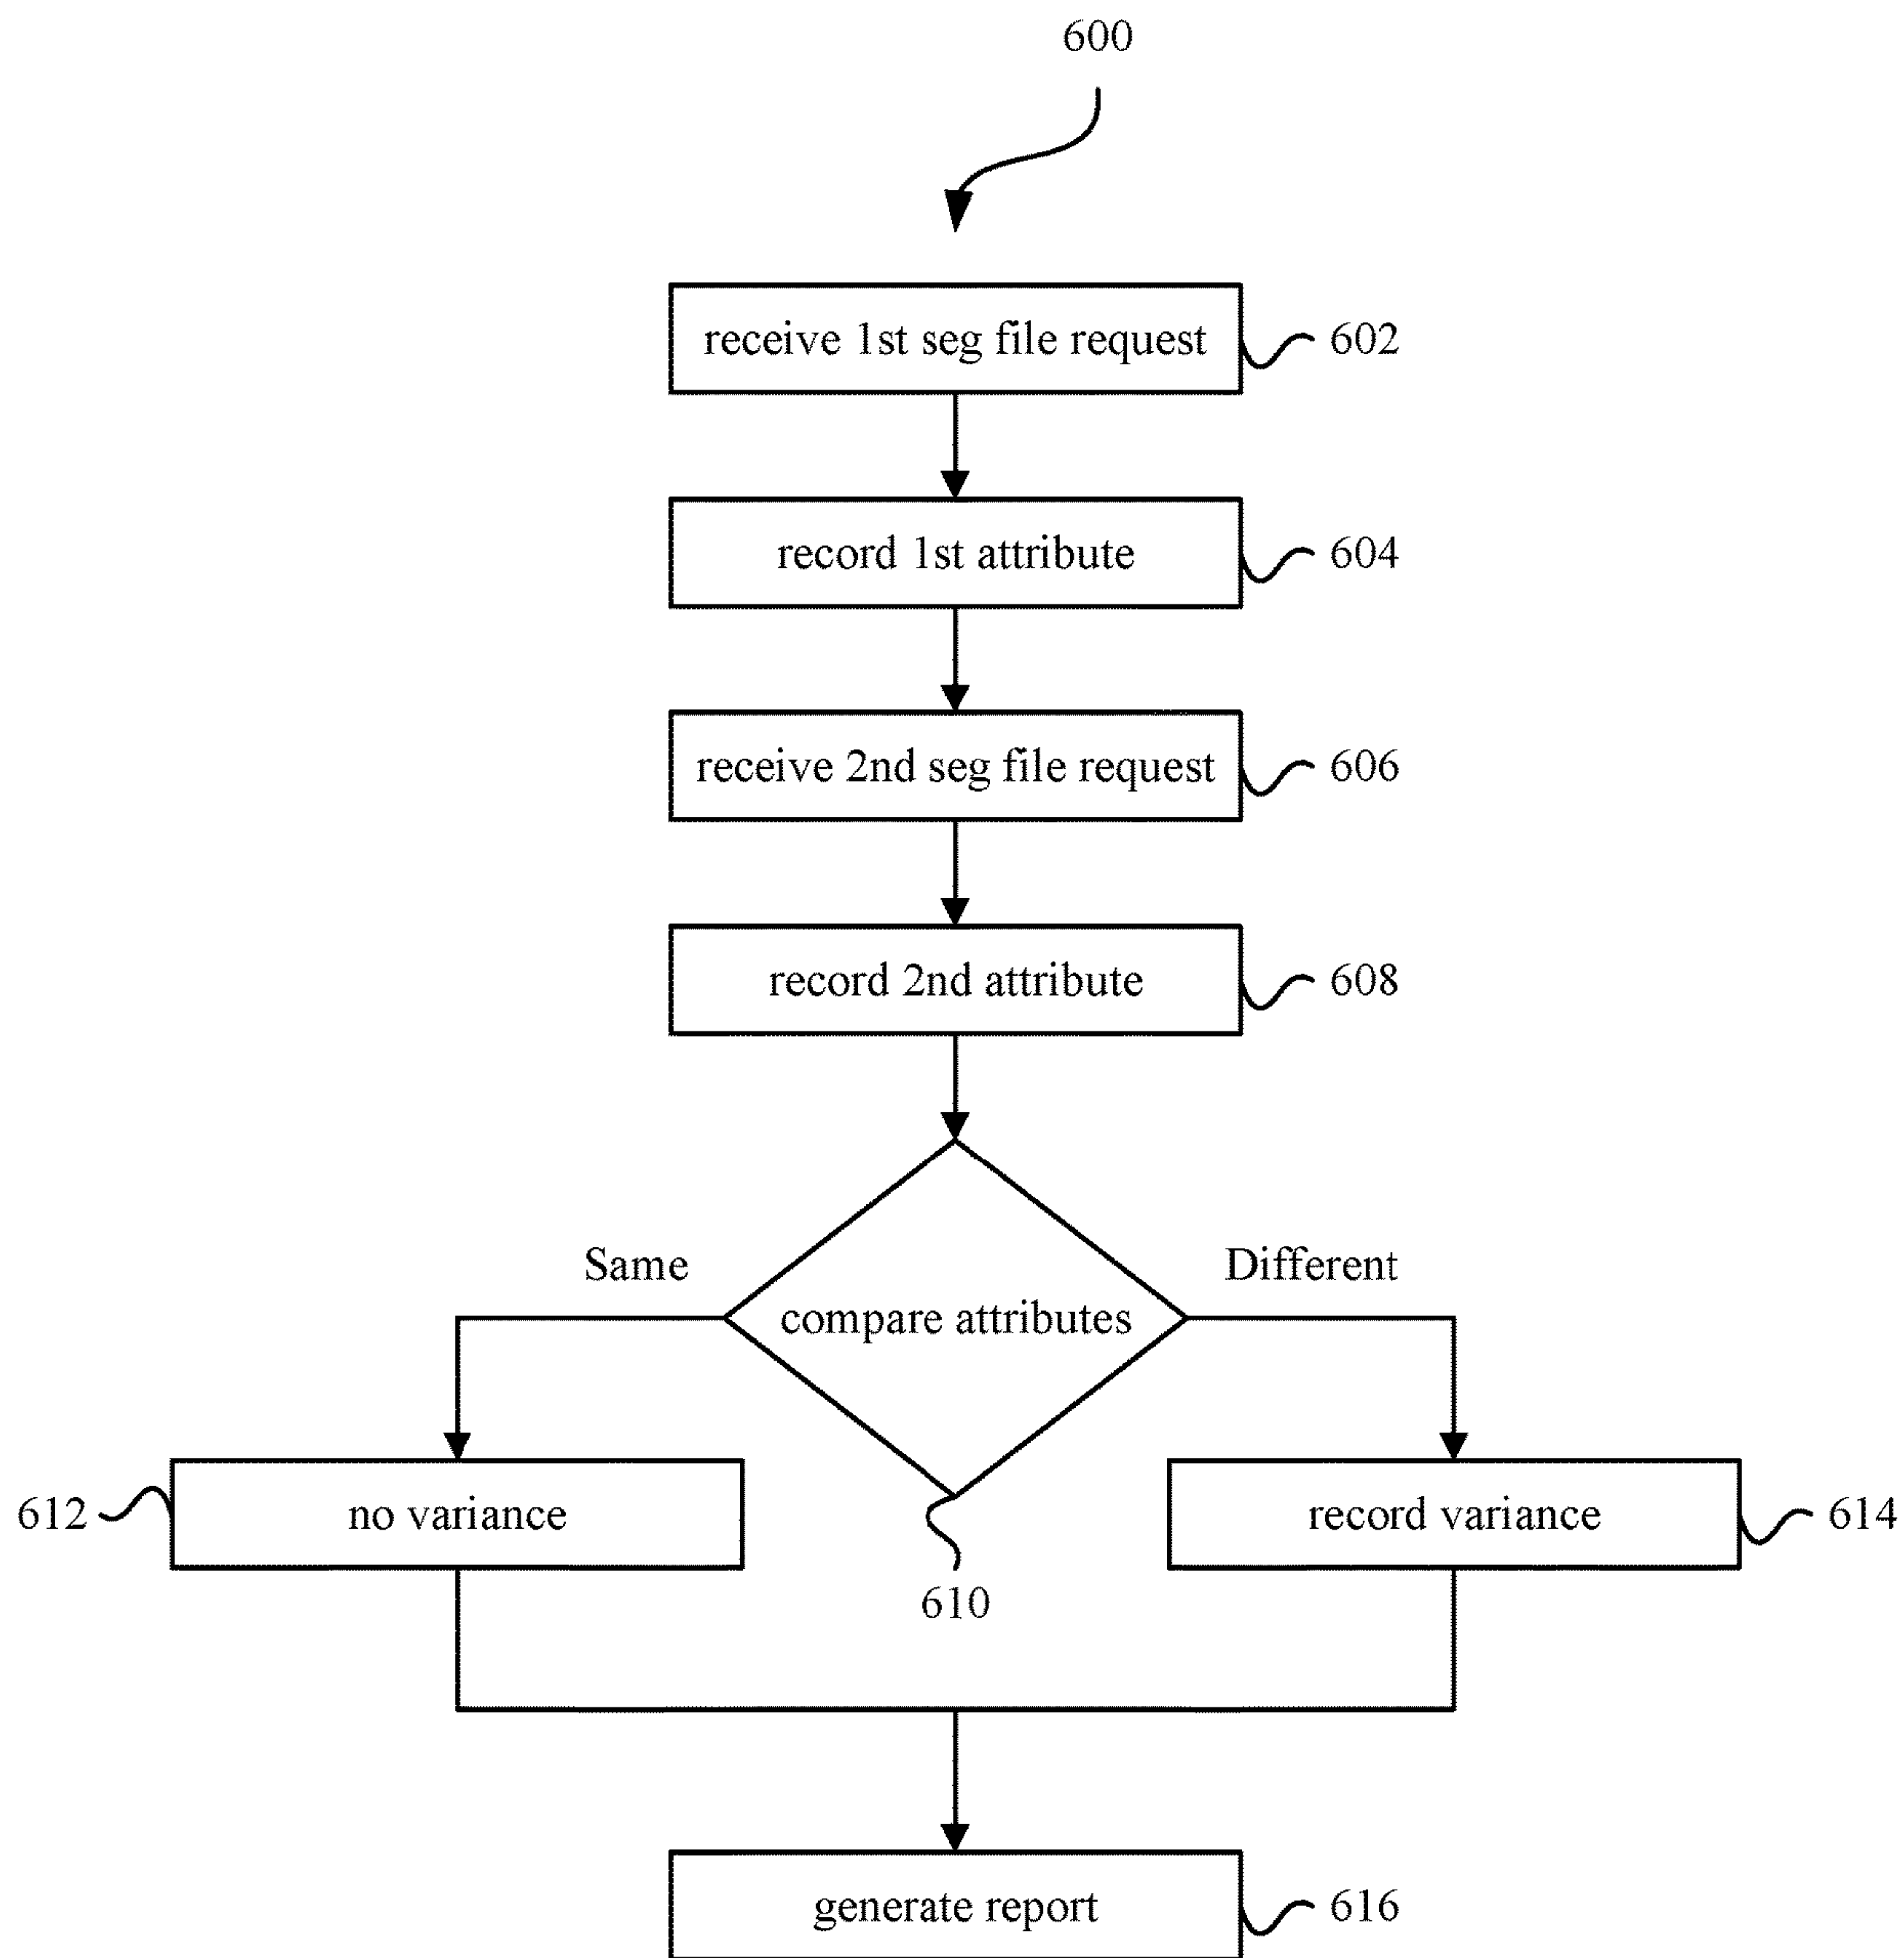 600
receive 1st seg file request
602
record 1st attribute
604
receive 2nd seg file request
606
record 2nd attribute
608
Same
Different
compare attributes
612
no variance
record variance
614
610
generate report
616